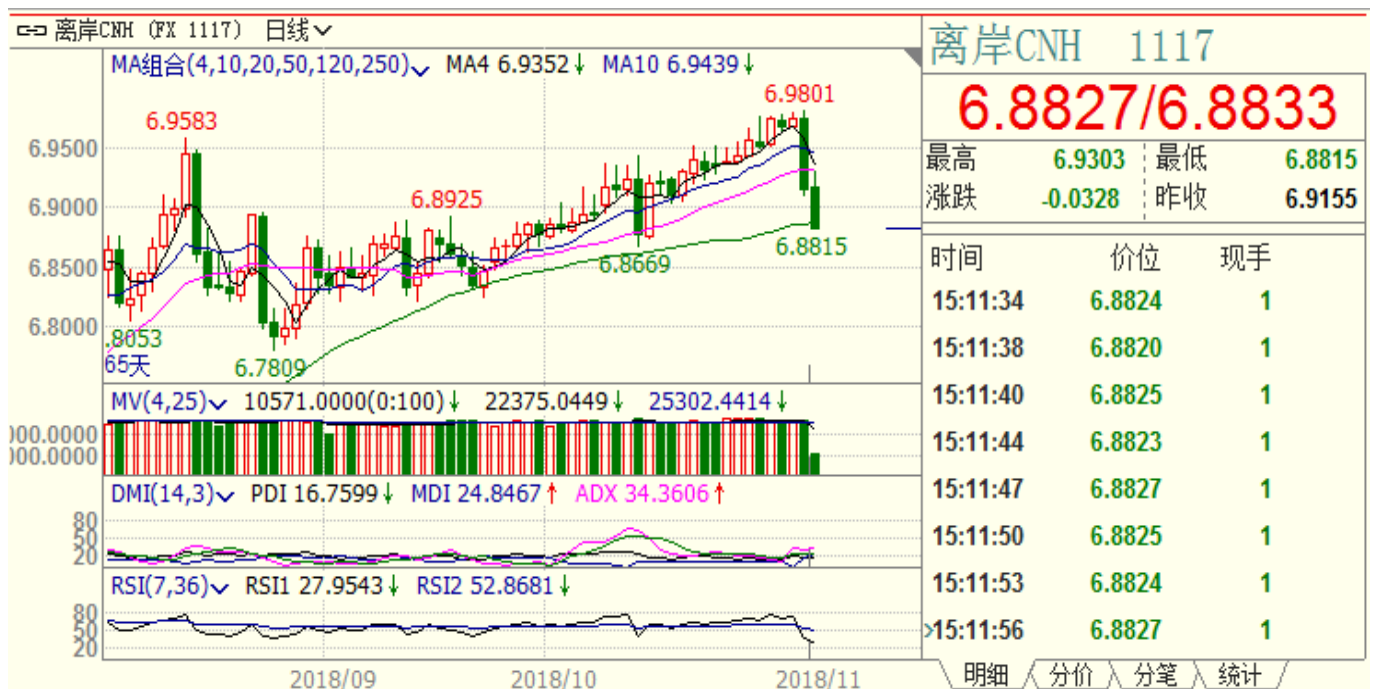 离岸CNH (FX 1117) 日线
MA组合(4,10,20,50,120,250) MA4 6.9352↓ MA10 6.9439↓
6.9801
6.9583
6.9500
6.8925
6.9000
6.8500
6.8669
6.8815
6.8000
.8053
65天
6.7809
MV(4,25) 10571.0000(0:100)↓ 22375.0449↓ 25302.4414↓
000.0000
000.0000
DMI(14,3) PDI 16.7599↓ MDI 24.8467↑ ADX 34.3606↑
80
50
20
RSI(7,36) RSI1 27.9543↓ RSI2 52.8681↓
80
50
20
2018/09 2018/10 2018/11
离岸CNH 1117
6.8827/6.8833
最高 6.9303 最低 6.8815
涨跌 -0.0328 昨收 6.9155
时间 价位 现手
15:11:34 6.8824 1
15:11:38 6.8820 1
15:11:40 6.8825 1
15:11:44 6.8823 1
15:11:47 6.8827 1
15:11:50 6.8825 1
15:11:53 6.8824 1
15:11:56 6.8827 1
明细 分价 分笔 统计